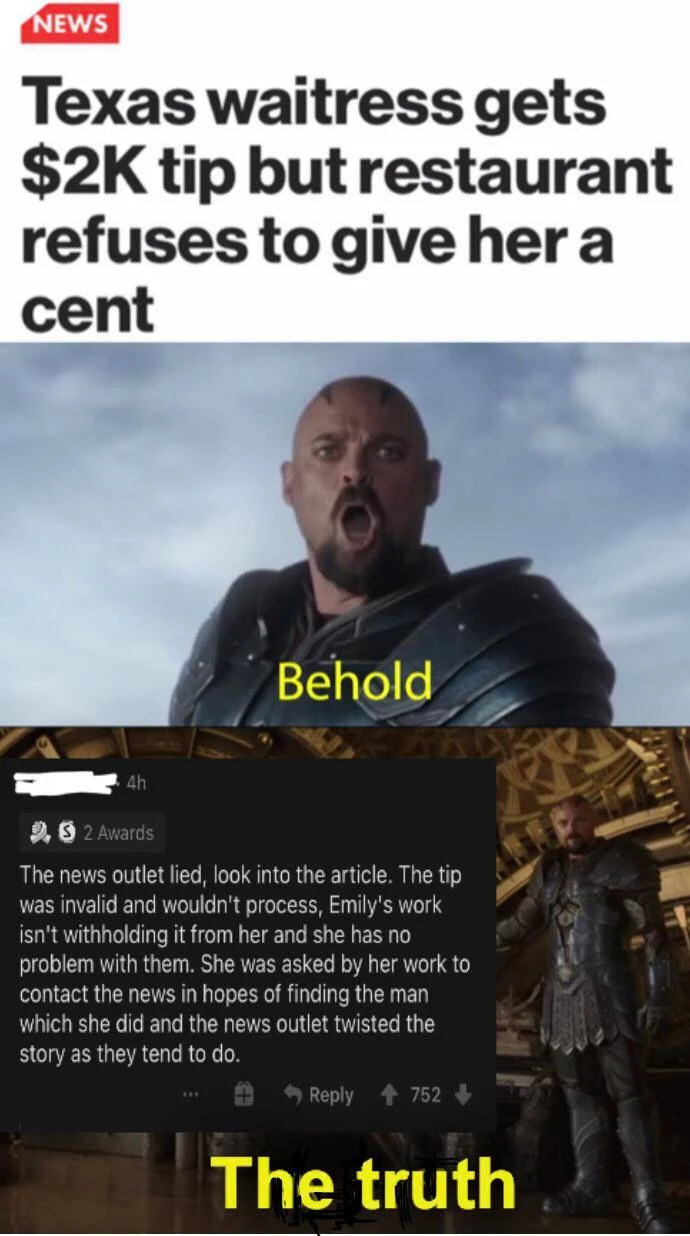 NEWS
Texas waitress gets
$2K tip but restaurant
refuses to give her a
cent
Behold
4h
S 2 Awards
The news outlet lied, look into the article. The tip
was invalid and wouldn't process, Emily's work
isn't withholding it from her and she has no
problem with them. She was asked by her work to
contact the news in hopes of finding the man
which she did and the news outlet twisted the
story as they tend to do.
... Reply 752
The truth